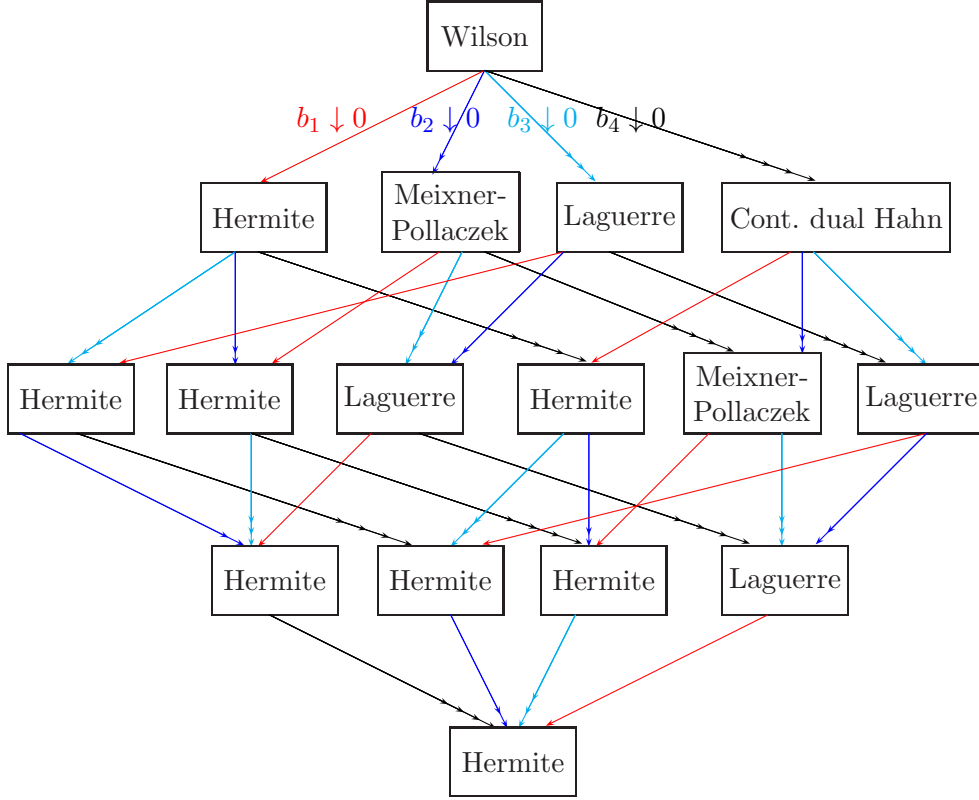 Wilson
b₁ ↓ 0
b₂ ↓ 0
b₃ ↓ 0
b₄ ↓ 0
Hermite
Meixner-
Pollaczek
Laguerre
Cont. dual Hahn
Hermite
Hermite
Laguerre
Hermite
Meixner-
Pollaczek
Laguerre
Hermite
Hermite
Hermite
Laguerre
Hermite